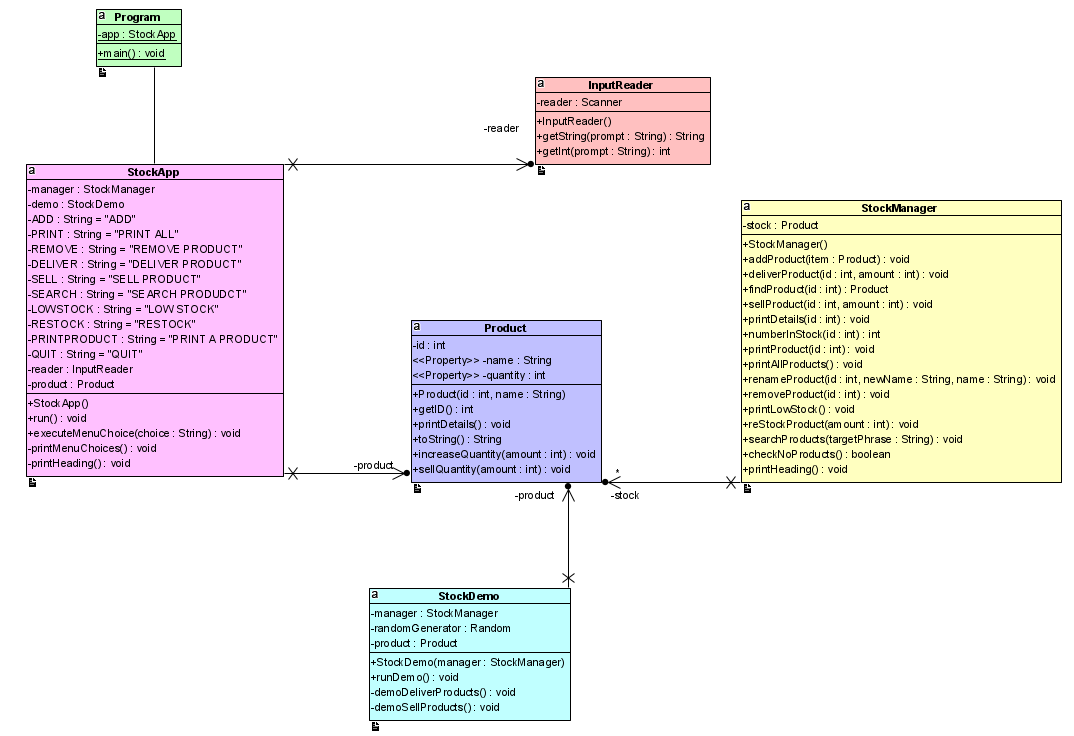 a Program
-app : StockApp
+main() : void
a InputReader
-reader : Scanner
+InputReader()
+getString(prompt : String) : String
+getInt(prompt : String) : int
-reader
a StockApp
-manager : StockManager
-demo : StockDemo
-ADD : String = "ADD"
-PRINT : String = "PRINT ALL"
-REMOVE : String = "REMOVE PRODUCT"
-DELIVER : String = "DELIVER PRODUCT"
-SELL : String = "SELL PRODUCT"
-SEARCH : String = "SEARCH PRODUDCT"
-LOWSTOCK : String = "LOW STOCK"
-RESTOCK : String = "RESTOCK"
-PRINTPRODUCT : String = "PRINT A PRODUCT"
-QUIT : String = "QUIT"
-reader : InputReader
-product : Product
+StockApp()
+run() : void
+executeMenuChoice(choice : String) : void
-printMenuChoices() : void
-printHeading() : void
a StockManager
-stock : Product
+StockManager()
+addProduct(item : Product) : void
+deliverProduct(id : int, amount : int) : void
+findProduct(id : int) : Product
+sellProduct(id : int, amount : int) : void
+printDetails(id : int) : void
+numberInStock(id : int) : int
+printProduct(id : int) : void
+printAllProducts() : void
+renameProduct(id : int, newName : String, name : String) : void
+removeProduct(id : int) : void
+printLowStock() : void
+reStockProduct(amount : int) : void
+searchProducts(targetPhrase : String) : void
+checkNoProducts() : boolean
+printHeading() : void
a Product
-id : int
<<Property>> -name : String
<<Property>> -quantity : int
+Product(id : int, name : String)
+getID() : int
+printDetails() : void
+toString() : String
+increaseQuantity(amount : int) : void
+sellQuantity(amount : int) : void
-product
*
-stock
-product
a StockDemo
-manager : StockManager
-randomGenerator : Random
-product : Product
+StockDemo(manager : StockManager)
+runDemo() : void
-demoDeliverProducts() : void
-demoSellProducts() : void